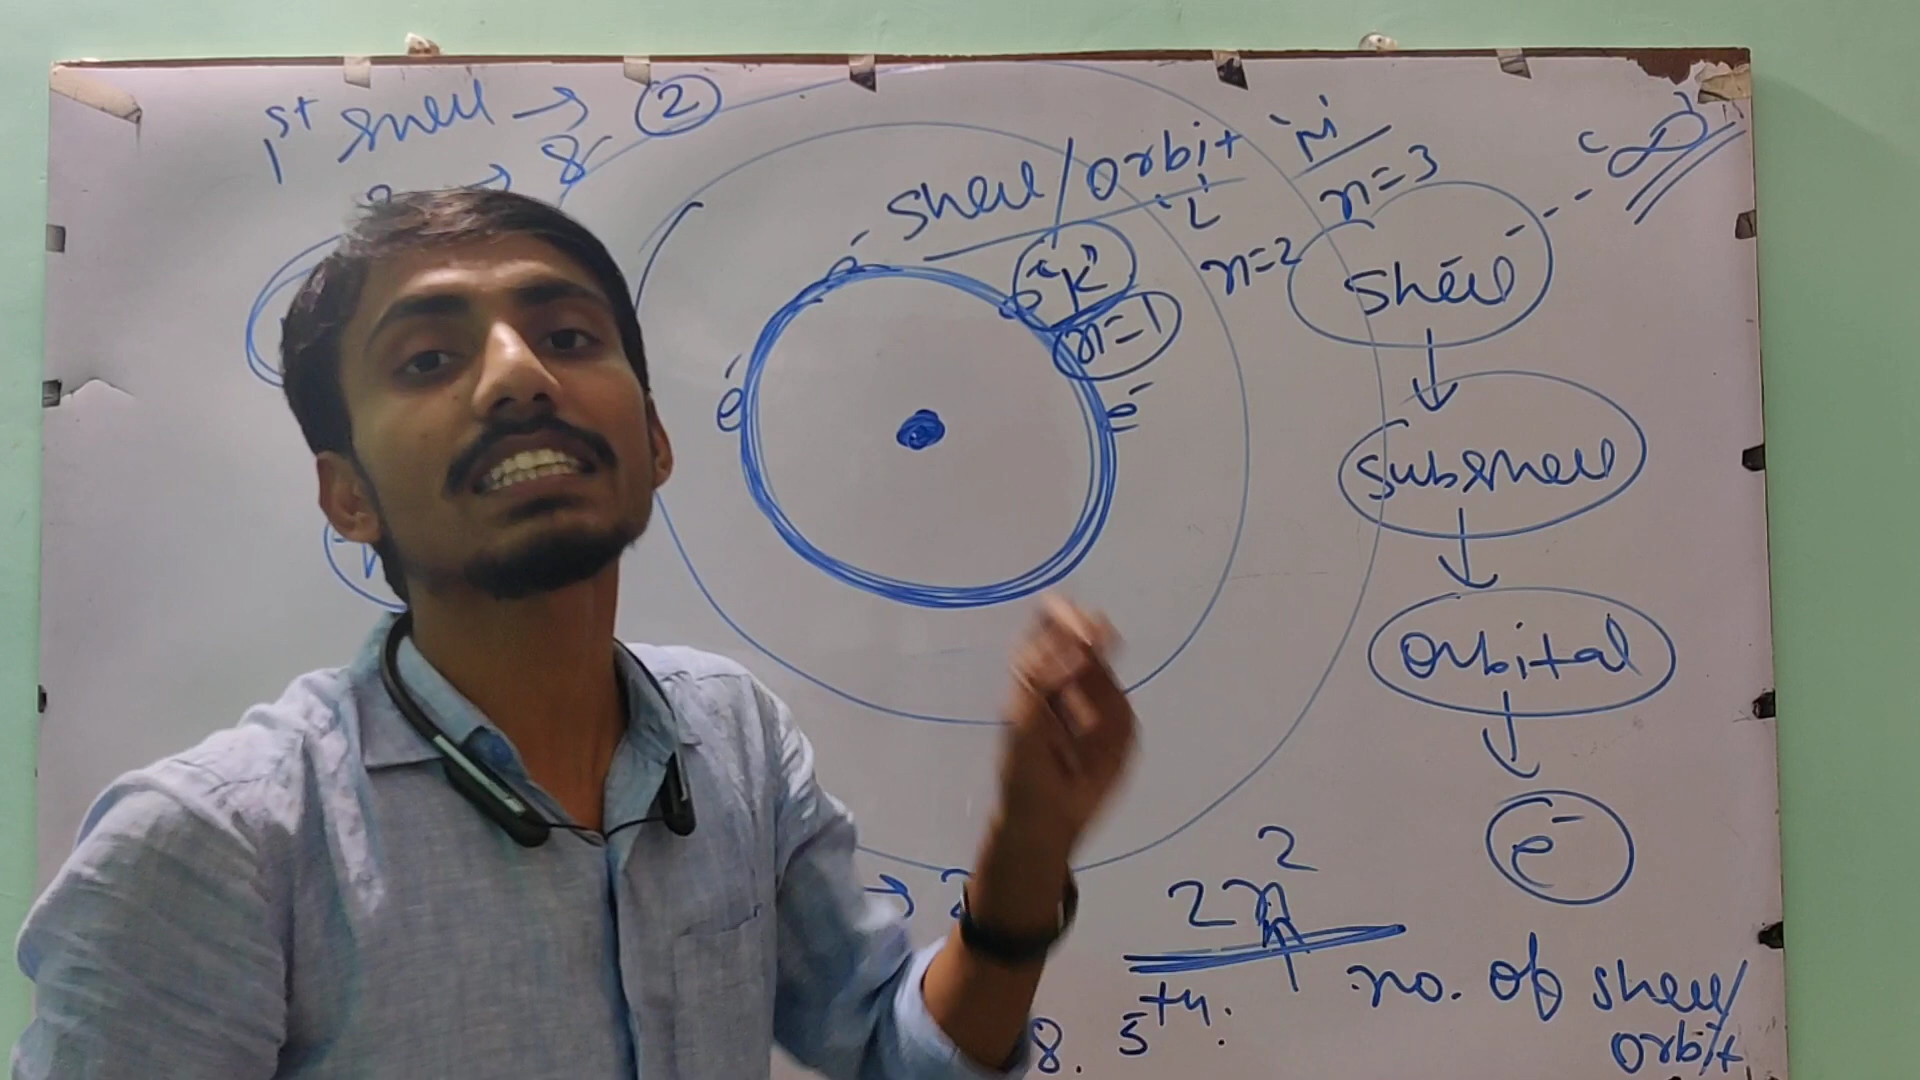 1st shell → 2
→ 8
shell/orbit
'M'
n=3
'L'
n=2
"K"
n=1
e-
e-
shell
↓
subshell
↓
orbital
↓
e-
→ 2
2n²
no. of shell/
orbit
8.
5th.